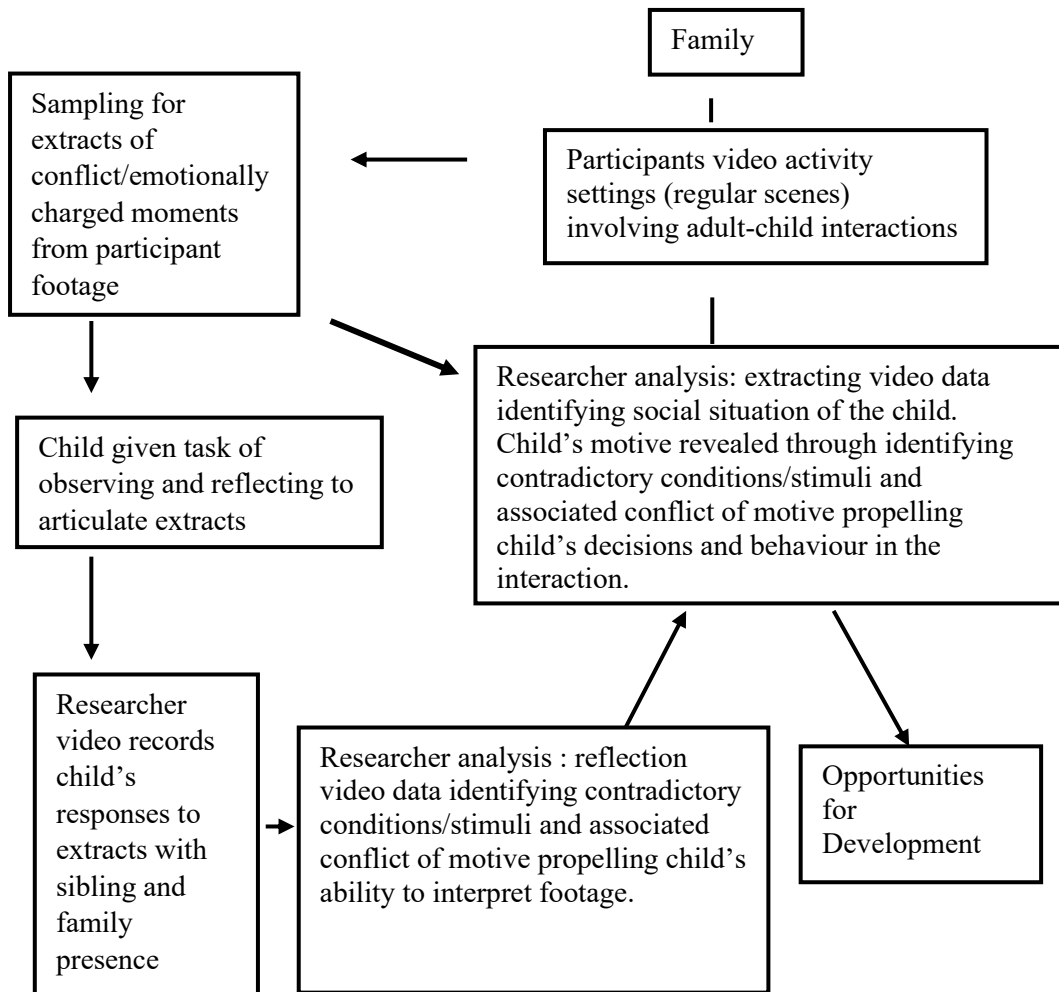 Family
Participants video activity
settings (regular scenes)
involving adult-child interactions
Sampling for
extracts of
conflict/emotionally
charged moments
from participant
footage
Child given task of
observing and reflecting to
articulate extracts
Researcher
video records
child’s
responses to
extracts with
sibling and
family
presence
Researcher analysis : reflection
video data identifying contradictory
conditions/stimuli and associated
conflict of motive propelling child’s
ability to interpret footage.
Researcher analysis: extracting video data
identifying social situation of the child.
Child’s motive revealed through identifying
contradictory conditions/stimuli and
associated conflict of motive propelling
child’s decisions and behaviour in the
interaction.
Opportunities
for
Development